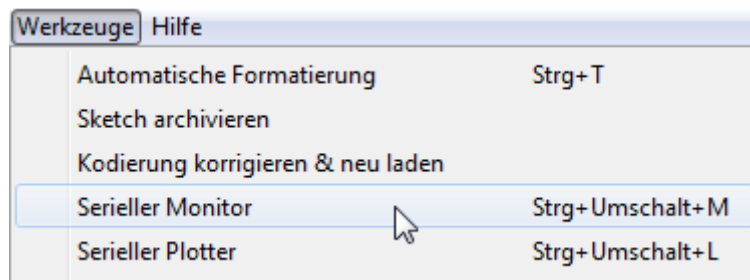 Werkzeuge Hilfe
Automatische Formatierung Strg+T
Sketch archivieren
Kodierung korrigieren & neu laden
Serieller Monitor Strg+Umschalt+M
Serieller Plotter Strg+Umschalt+L